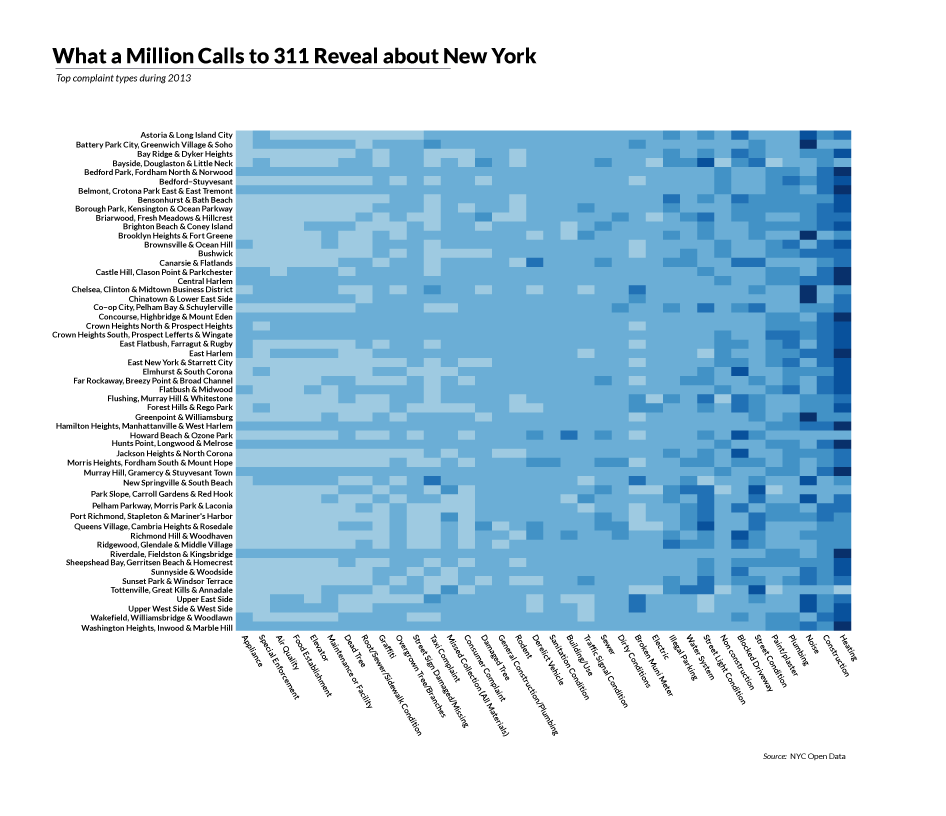 What a Million Calls to 311 Reveal about New York
Top complaint types during 2013
Astoria & Long Island City
Battery Park City, Greenwich Village & Soho
Bay Ridge & Dyker Heights
Bayside, Douglaston & Little Neck
Bedford Park, Fordham North & Norwood
Bedford-Stuyvesant
Belmont, Crotona Park East & East Tremont
Bensonhurst & Bath Beach
Borough Park, Kensington & Ocean Parkway
Briarwood, Fresh Meadows & Hillcrest
Brighton Beach & Coney Island
Brooklyn Heights & Fort Greene
Brownsville & Ocean Hill
Bushwick
Canarsie & Flatlands
Castle Hill, Clason Point & Parkchester
Central Harlem
Chelsea, Clinton & Midtown Business District
Chinatown & Lower East Side
Co-op City, Pelham Bay & Schuylerville
Concourse, Highbridge & Mount Eden
Crown Heights North & Prospect Heights
Crown Heights South, Prospect Lefferts & Wingate
East Flatbush, Farragut & Rugby
East Harlem
East New York & Starrett City
Elmhurst & South Corona
Far Rockaway, Breezy Point & Broad Channel
Flatbush & Midwood
Flushing, Murray Hill & Whitestone
Forest Hills & Rego Park
Greenpoint & Williamsburg
Hamilton Heights, Manhattanville & West Harlem
Howard Beach & Ozone Park
Hunts Point, Longwood & Melrose
Jackson Heights & North Corona
Morris Heights, Fordham South & Mount Hope
Murray Hill, Gramercy & Stuyvesant Town
New Springville & South Beach
Park Slope, Carroll Gardens & Red Hook
Pelham Parkway, Morris Park & Laconia
Port Richmond, Stapleton & Mariner's Harbor
Queens Village, Cambria Heights & Rosedale
Richmond Hill & Woodhaven
Ridgewood, Glendale & Middle Village
Riverdale, Fieldston & Kingsbridge
Sheepshead Bay, Gerritsen Beach & Homecrest
Sunnyside & Woodside
Sunset Park & Windsor Terrace
Tottenville, Great Kills & Annadale
Upper East Side
Upper West Side & West Side
Wakefield, Williamsbridge & Woodlawn
Washington Heights, Inwood & Marble Hill
Appliance
Special Enforcement
Air Quality
Food Establishment
Elevator
Maintenance or Facility
Dead Tree
Root/Sewer/Sidewalk Condition
Graffiti
Overgrown Tree/Branches
Street Sign Damaged/Missing
Taxi Complaint
Missed Collection (All Materials)
Consumer Complaint
Damaged Tree
General Construction/Plumbing
Rodent
Derelict Vehicle
Sanitation Condition
Building/Use
Traffic Signal Condition
Sewer
Dirty Conditions
Broken Muni Meter
Electric
Illegal Parking
Water System
Street Light Condition
Nonconstruction
Blocked Driveway
Street Condition
Paint/Plaster
Plumbing
Noise
Construction
Heating
Source: NYC Open Data